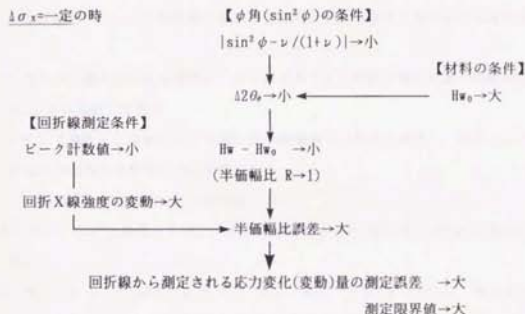 Δσx=一定の時
【φ角(sin²φ)の条件】
|sin²φ-ν/(1+ν)|→小
【材料の条件】
Δ2θe→小
Hw₀→大
【回折線測定条件】
ピーク計数値→小
Hw - Hw₀ →小
(半価幅比 R→1)
回折X線強度の変動→大
半価幅比誤差→大
回折線から測定される応力変化(変動)量の測定誤差 →大
測定限界値→大